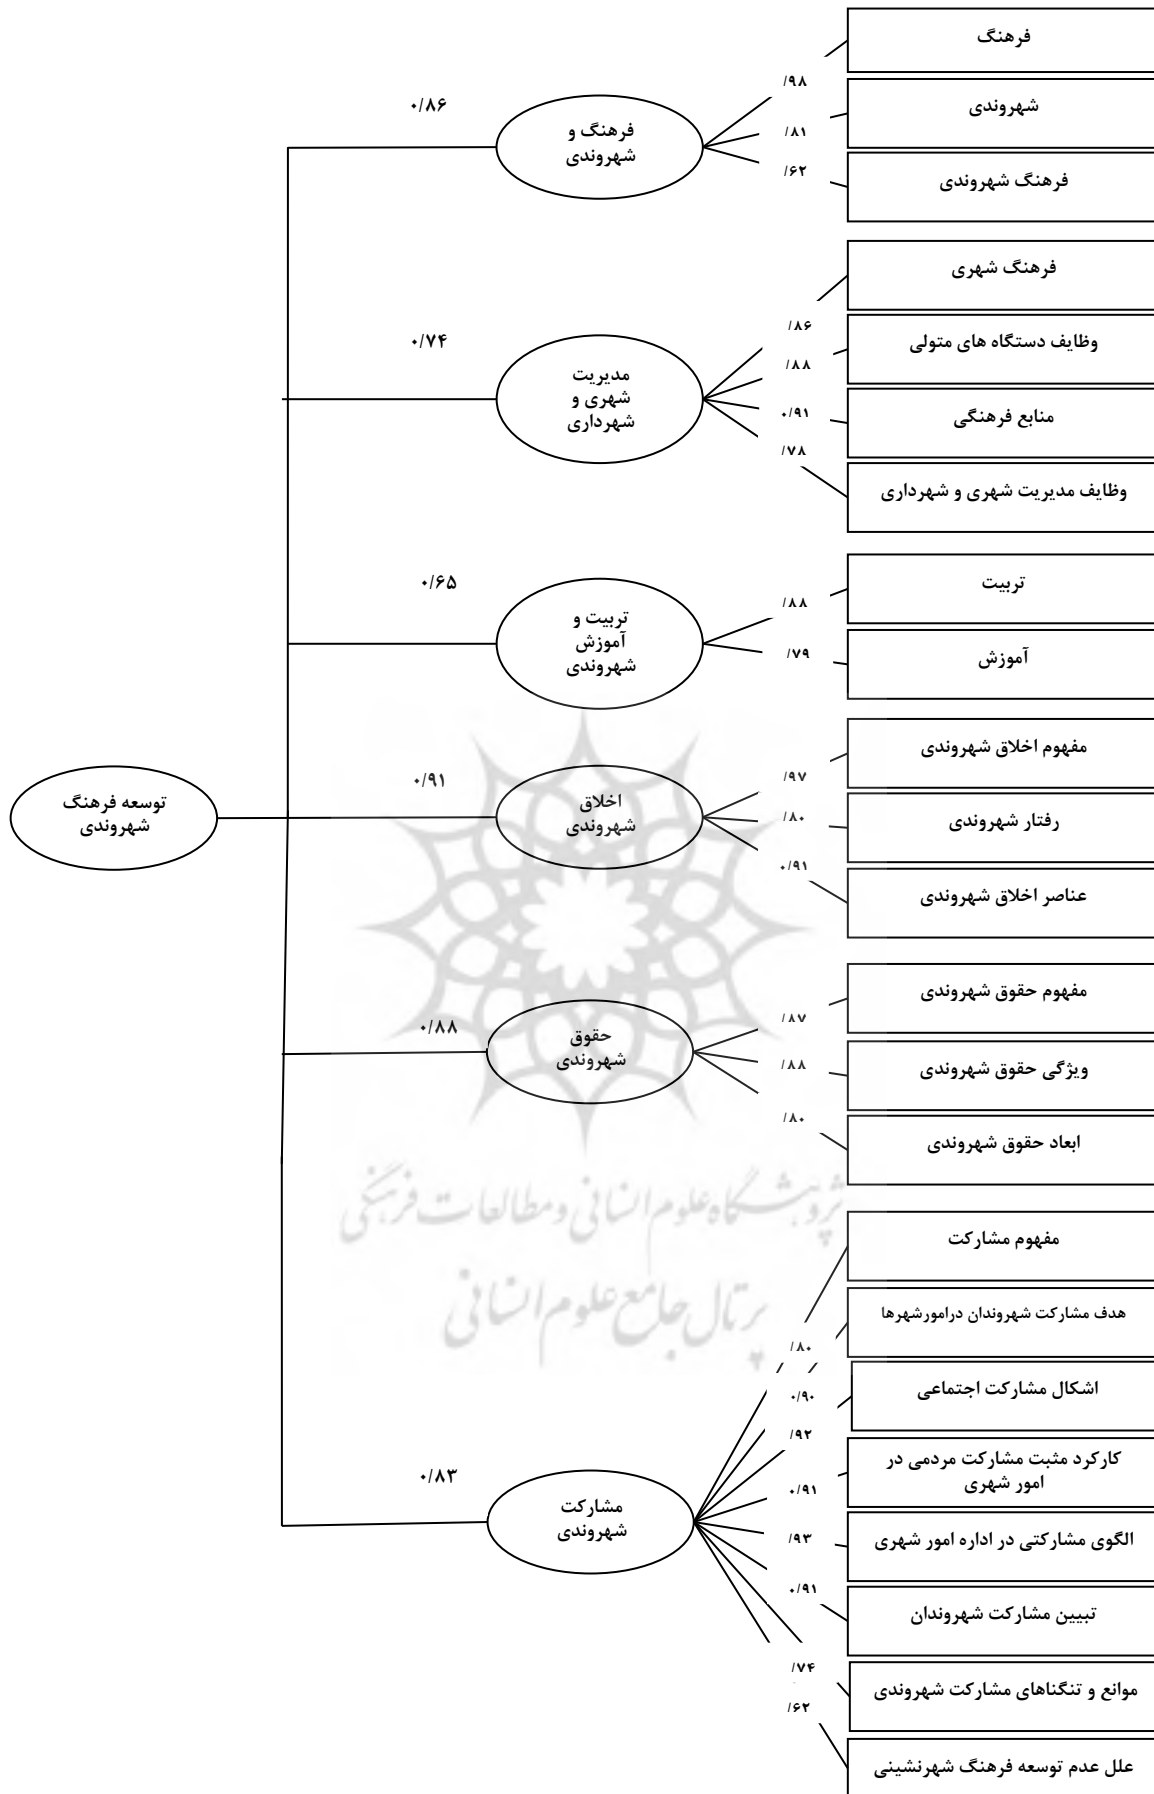 فرهنگ
/۹۸
۰/۸۶
شهروندی
فرهنگ و
شهروندی
/۸۱
/۶۲
فرهنگ شهروندی
فرهنگ شهری
/۸۶
وظایف دستگاه های متولی
۰/۷۴
/۸۸
مدیریت
شهری و
شهرداری
۰/۹۱
منابع فرهنگی
/۷۸
وظایف مدیریت شهری و شهرداری
تربیت
۰/۶۵
/۸۸
تربیت و
آموزش
شهروندی
/۷۹
آموزش
مفهوم اخلاق شهروندی
/۹۷
۰/۹۱
توسعه فرهنگ
شهروندی
اخلاق
شهروندی
/۸۰
رفتار شهروندی
۰/۹۱
عناصر اخلاق شهروندی
مفهوم حقوق شهروندی
/۸۷
۰/۸۸
حقوق
شهروندی
/۸۸
ویژگی حقوق شهروندی
/۸۰
ابعاد حقوق شهروندی
پژوهشگاه علوم انسانی و مطالعات فرهنگی
پرتال جامع علوم انسانی
مفهوم مشارکت
هدف مشارکت شهروندان درامورشهرها
/۸۰
اشکال مشارکت اجتماعی
۰/۹۰
/۹۲
کارکرد مثبت مشارکت مردمی در
امور شهری
۰/۸۳
۰/۹۱
مشارکت
شهروندی
/۹۳
الگوی مشارکتی در اداره امور شهری
۰/۹۱
تبیین مشارکت شهروندان
/۷۴
موانع و تنگناهای مشارکت شهروندی
/۶۲
علل عدم توسعه فرهنگ شهرنشینی